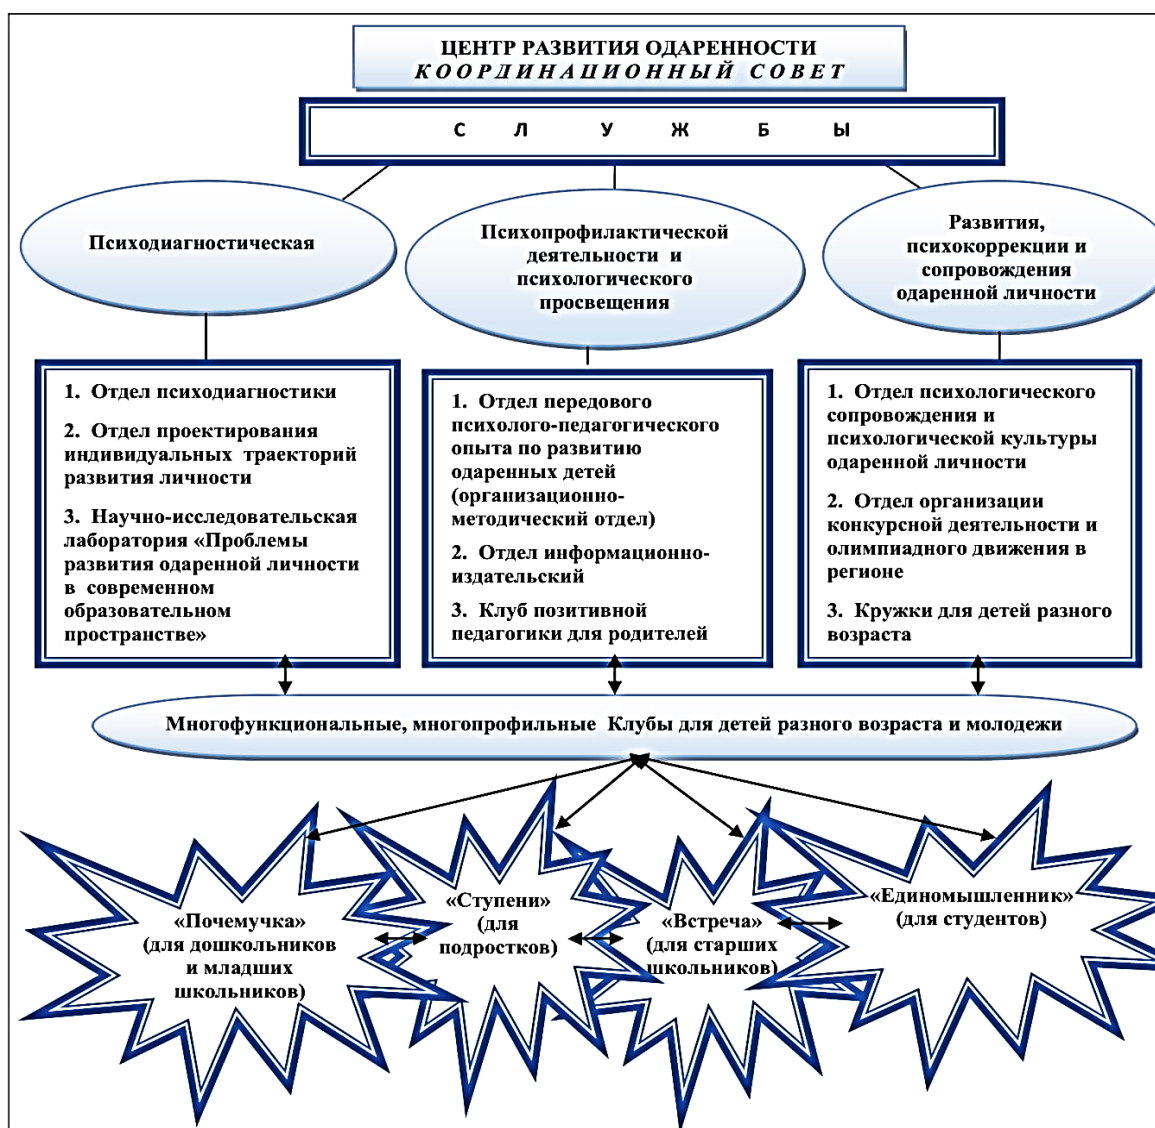 ЦЕНТР РАЗВИТИЯ ОДАРЕННОСТИ
КООРДИНАЦИОННЫЙ СОВЕТ
С Л У Ж Б Ы
Психодиагностическая
Психопрофилактической
деятельности и
психологического
просвещения
Развития,
психокоррекции и
сопровождения
одаренной личности
1. Отдел психодиагностики
2. Отдел проектирования
индивидуальных траекторий
развития личности
3. Научно-исследовательская
лаборатория «Проблемы
развития одаренной личности
в современном
образовательном
пространстве»
1. Отдел передового
психолого-педагогического
опыта по развитию
одаренных детей
(организационно-
методический отдел)
2. Отдел информационно-
издательский
3. Клуб позитивной
педагогики для родителей
1. Отдел психологического
сопровождения и
психологической культуры
одаренной личности
2. Отдел организации
конкурсной деятельности и
олимпиадного движения в
регионе
3. Кружки для детей разного
возраста
Многофункциональные, многопрофильные Клубы для детей разного возраста и молодежи
«Почемучка»
(для дошкольников
и младших
школьников)
«Ступени»
(для
подростков)
«Встреча»
(для старших
школьников)
«Единомышленник»
(для студентов)